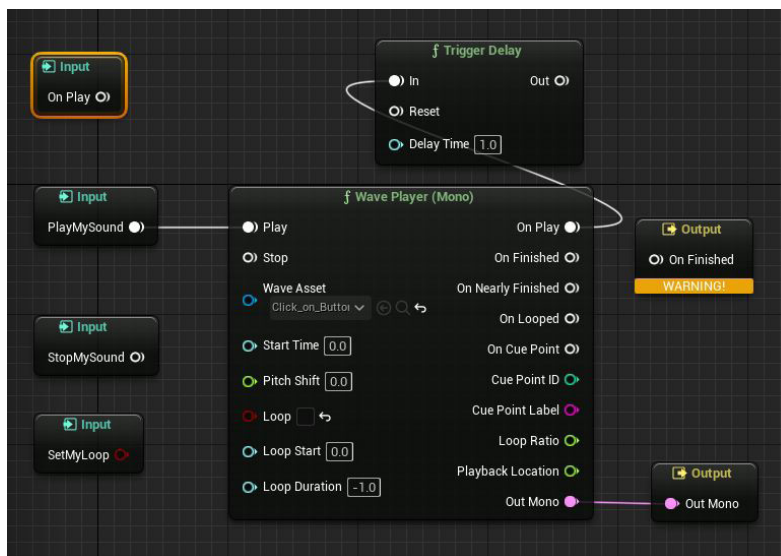 Input
On Play
Input
PlayMySound
Input
StopMySound
Input
SetMyLoop
f Trigger Delay
In
Out
Reset
Delay Time 1.0
f Wave Player (Mono)
Play
On Play
Stop
On Finished
Wave Asset
On Nearly Finished
Click_on_Button
On Looped
Start Time 0.0
On Cue Point
Pitch Shift 0.0
Cue Point ID
Loop
Cue Point Label
Loop Start 0.0
Loop Ratio
Loop Duration -1.0
Playback Location
Out Mono
Output
On Finished
WARNING!
Output
Out Mono